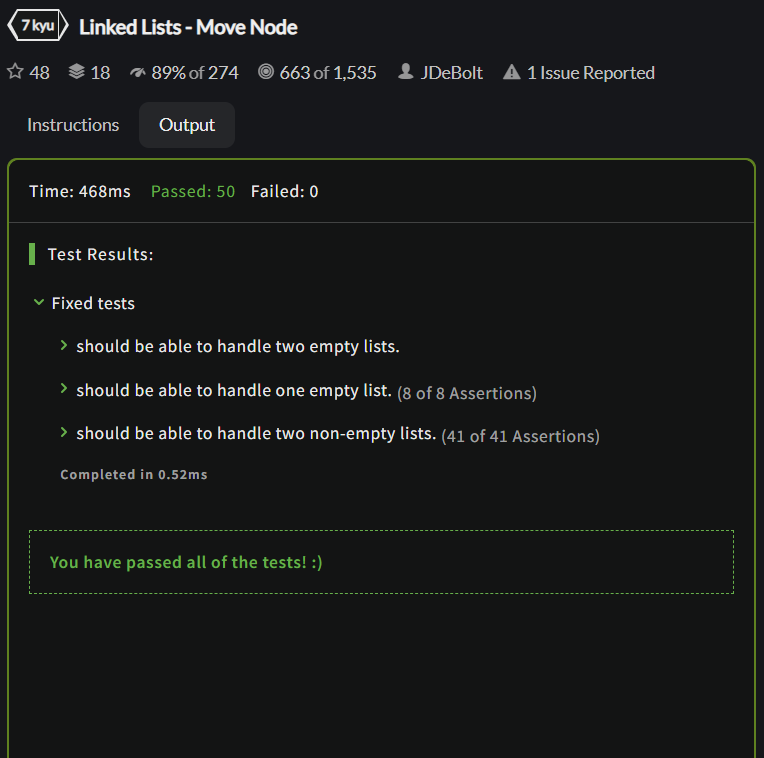 7 kyu Linked Lists - Move Node
48 18 89% of 274 663 of 1,535 JDeBolt 1 Issue Reported
Instructions Output
Time: 468ms Passed: 50 Failed: 0
Test Results:
Fixed tests
should be able to handle two empty lists.
should be able to handle one empty list. (8 of 8 Assertions)
should be able to handle two non-empty lists. (41 of 41 Assertions)
Completed in 0.52ms
You have passed all of the tests! :)